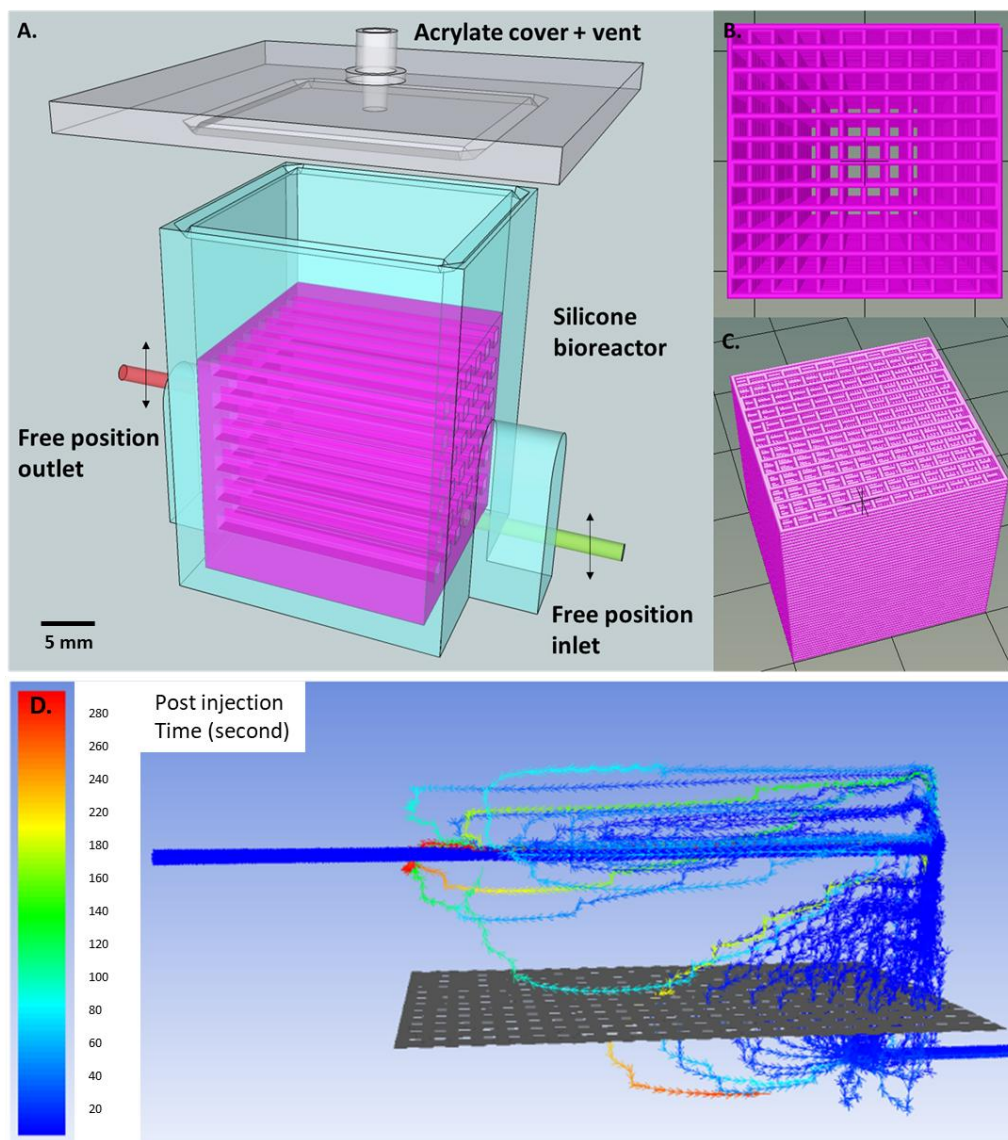 A.
Acrylate cover + vent
B.
Silicone
bioreactor
C.
Free position
outlet
Free position
inlet
5 mm
D.
Post injection
Time (second)
280
260
240
220
200
180
160
140
120
100
80
60
40
20